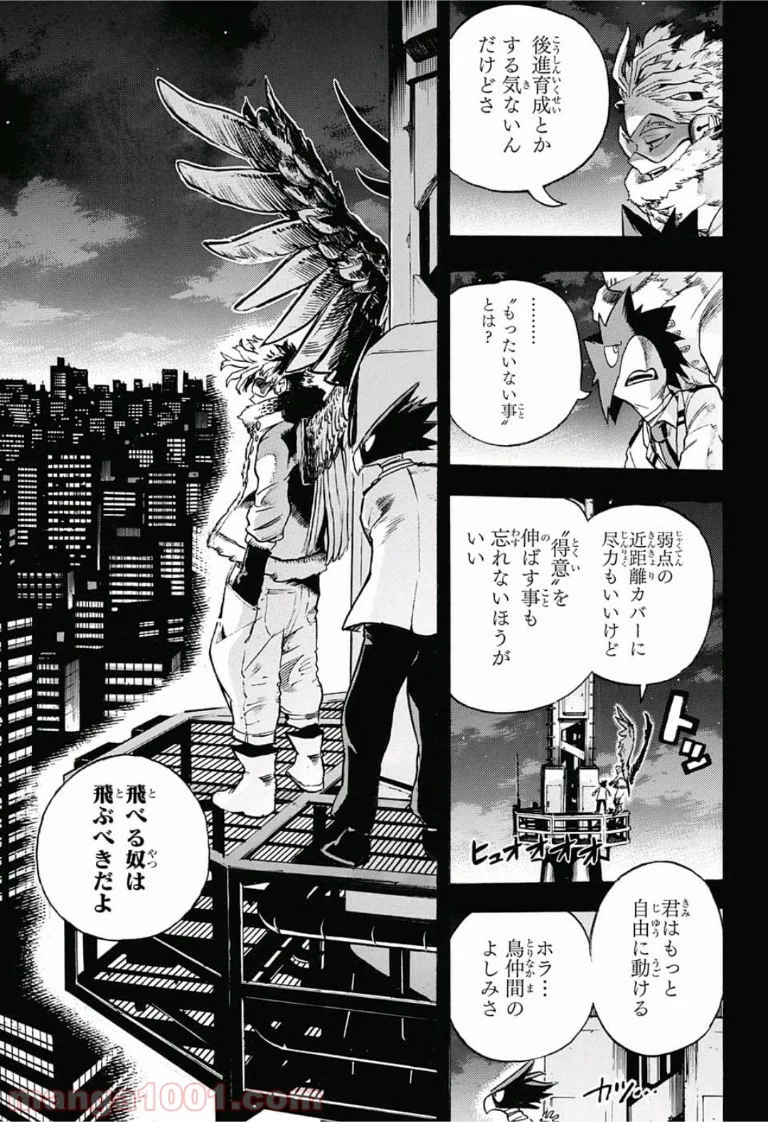 後進育成とか
する気ないん
だけどさ
………
〝もったいない事〟
とは？
弱点の
近距離カバーに
尽力もいいけど
〝得意〟を
伸ばす事も
忘れないほうが
いい
トッ
ヒュオオオオオ
君はもっと
自由に動ける
ホラ…
鳥仲間の
よしみさ
カッ…
飛べる奴は
飛ぶべきだよ
manga1001.com